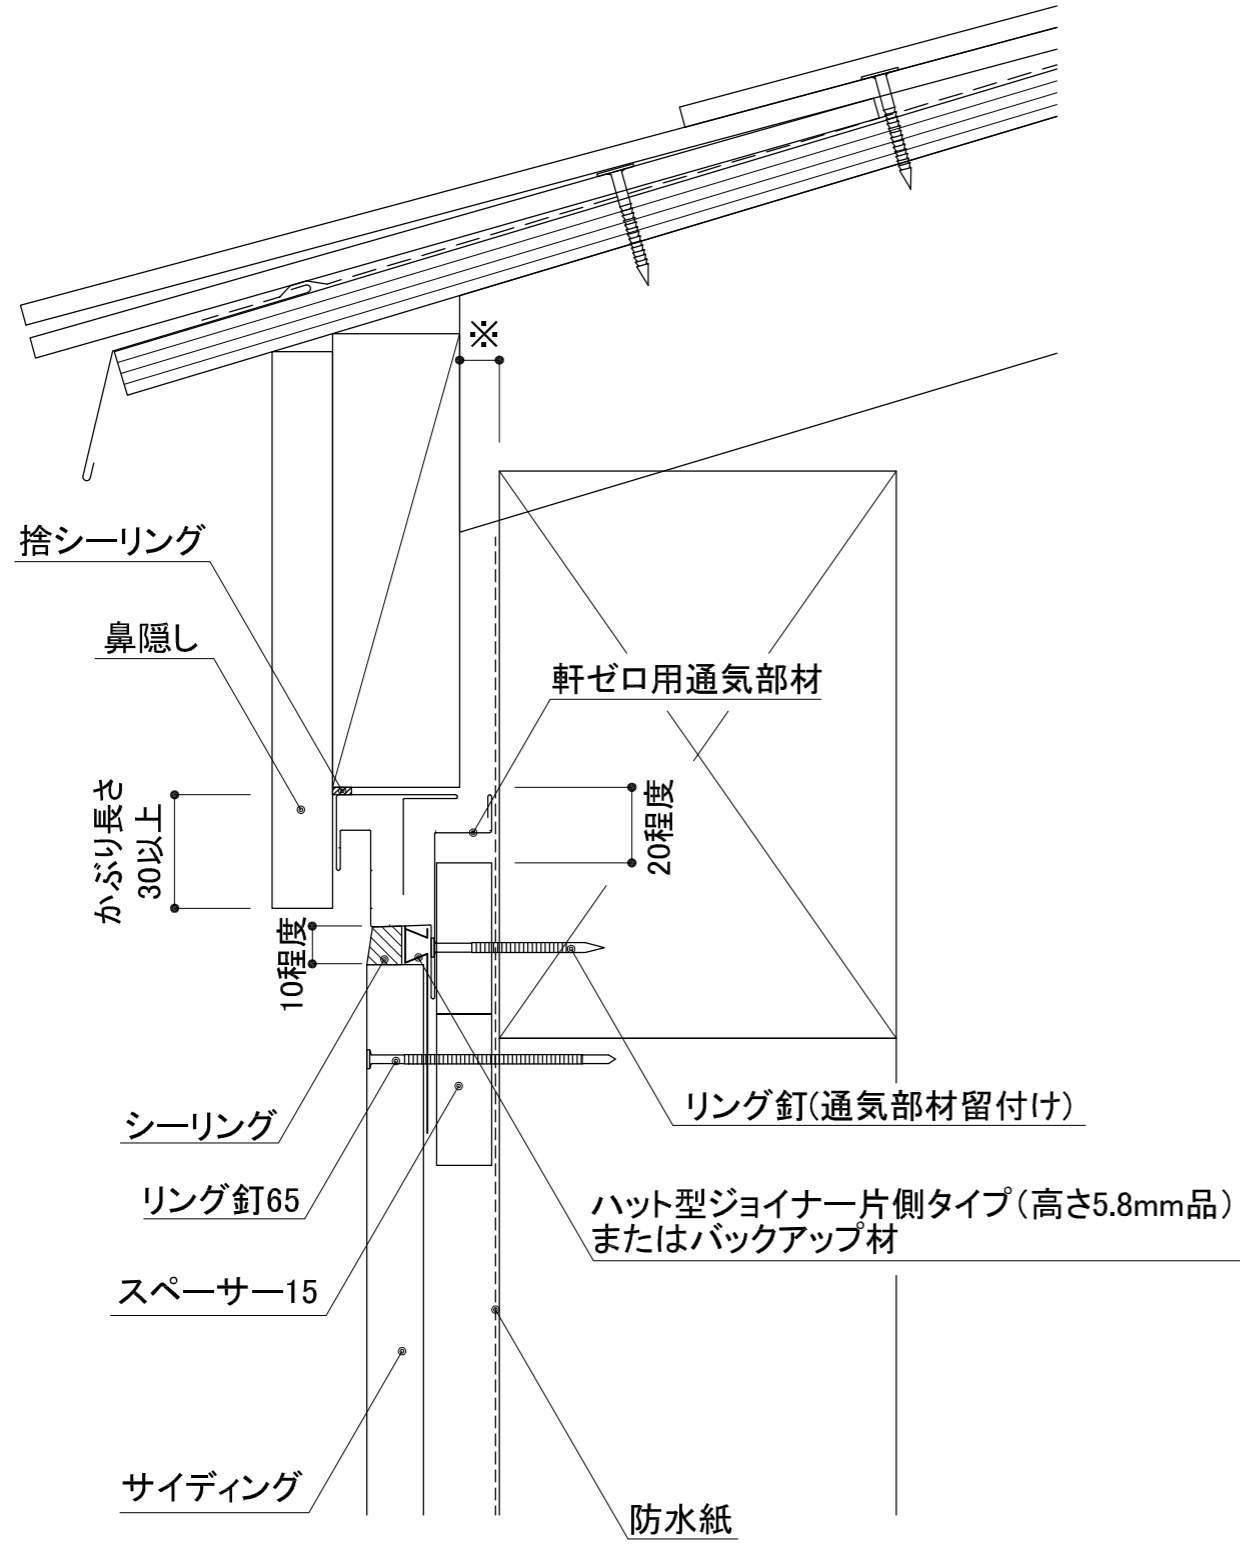 ※
捨シーリング
鼻隠し
軒ゼロ用通気部材
かぶり長さ
30以上
20程度
10程度
シーリング
リング釘(通気部材留付け)
リング釘65
ハット型ジョイナー片側タイプ(高さ5.8mm品)
またはバックアップ材
スペーサー15
サイディング
防水紙